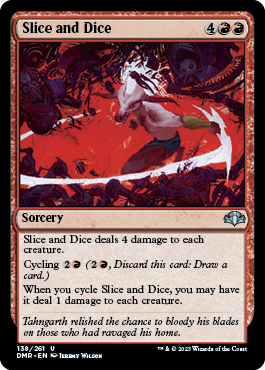 Slice and Dice 4
Sorcery
Slice and Dice deals 4 damage to each
creature.
Cycling 2 (2, Discard this card: Draw a
card.)
When you cycle Slice and Dice, you may have
it deal 1 damage to each creature.
Tahngarth relished the chance to bloody his blades
on those who had ravaged his home.
138/261 U
DMR • EN Jeremy Wilson
™ & © 2023 Wizards of the Coast